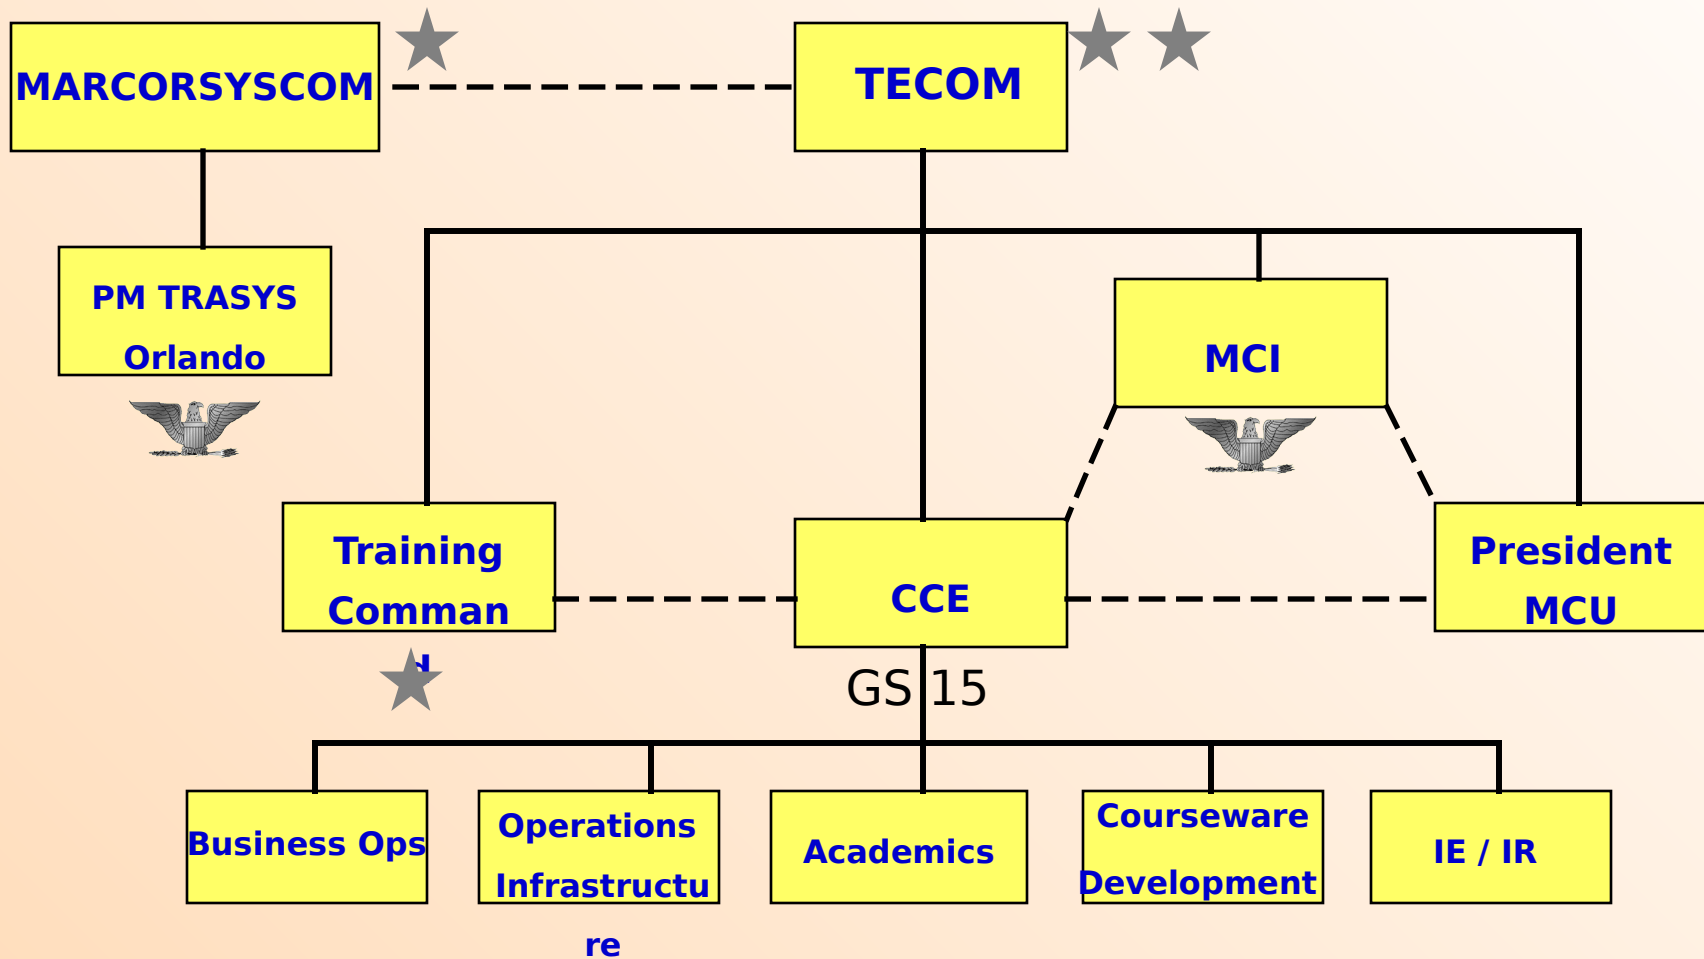 MARCORSYSCOM
TECOM
PM TRASYS
Orlando
MCI
Training
Comman
d
CCE
President
MCU
GS 15
Business Ops
Operations
Infrastructu
re
Academics
Courseware
Development
IE / IR